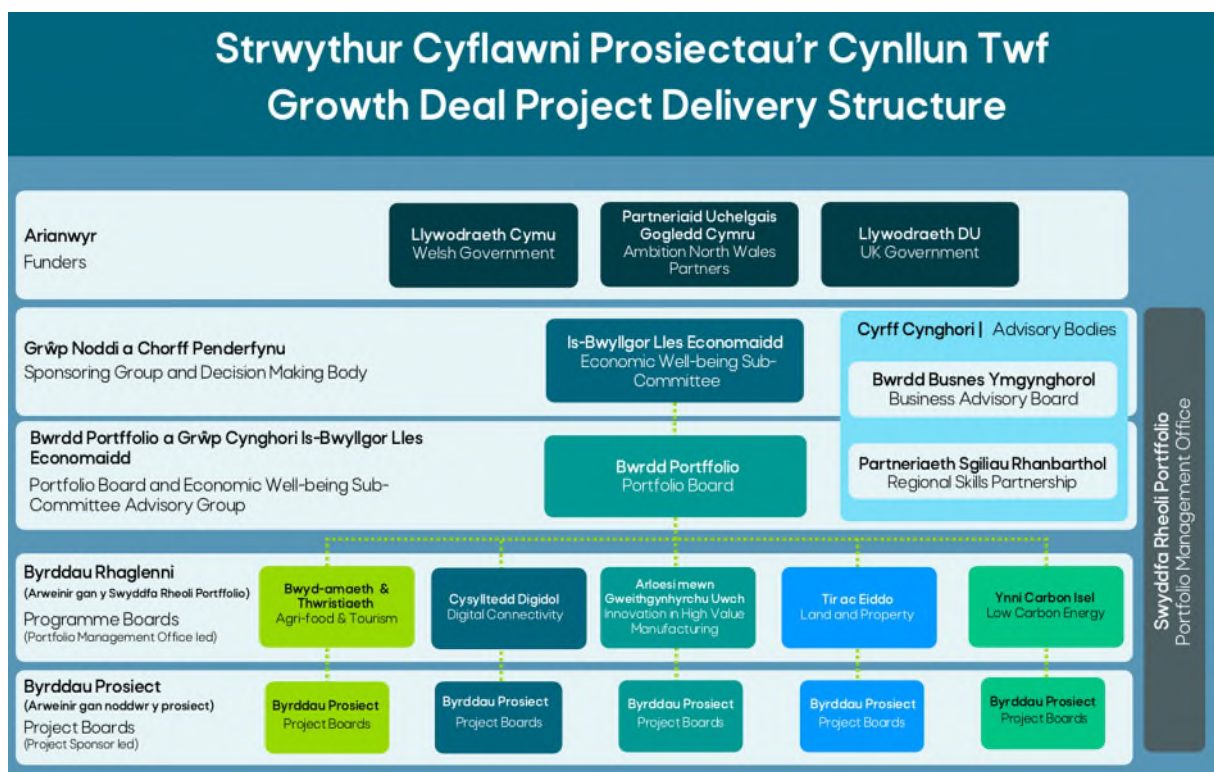 Strwythur Cyflawni Prosiectau'r Cynllun Twf
Growth Deal Project Delivery Structure
Arianwyr
Funders
Llywodraeth Cymu
Welsh Government
Partneriaid Uchelgais
Gogledd Cymru
Ambition North Wales
Partners
Llywodraeth DU
UK Government
Grŵp Noddi a Chorff Penderfynu
Sponsoring Group and Decision Making Body
Is-Bwyllgor Lles Economaidd
Economic Well-being Sub-
Committee
Cyrff Cynghori | Advisory Bodies
Bwrdd Busnes Ymgynghorol
Business Advisory Board
Bwrdd Portffolio a Grŵp Cynghori Is-Bwyllgor Lles
Economaidd
Portfolio Board and Economic Well-being Sub-
Committee Advisory Group
Bwrdd Portffolio
Portfolio Board
Partneriaeth Sgiliau Rhanbarthol
Regional Skills Partnership
Byrddau Rhaglenni
(Arweinir gan y Swyddfa Rheoli Portffolio)
Programme Boards
(Portfolio Management Office led)
Bwyd-amaeth &
Thwristiaeth
Agri-food & Tourism
Cysylltedd Digidol
Digital Connectivity
Arloesi mewn
Gweithgynhyrchu Uwch
Innovation in High Value
Manufacturing
Tir ac Eiddo
Land and Property
Ynni Carbon Isel
Low Carbon Energy
Byrddau Prosiect
(Arweinir gan noddwr y prosiect)
Project Boards
(Project Sponsor led)
Byrddau Prosiect
Project Boards
Byrddau Prosiect
Project Boards
Byrddau Prosiect
Project Boards
Byrddau Prosiect
Project Boards
Byrddau Prosiect
Project Boards
Swyddfa Rheoli Portffolio
Portfolio Management Office